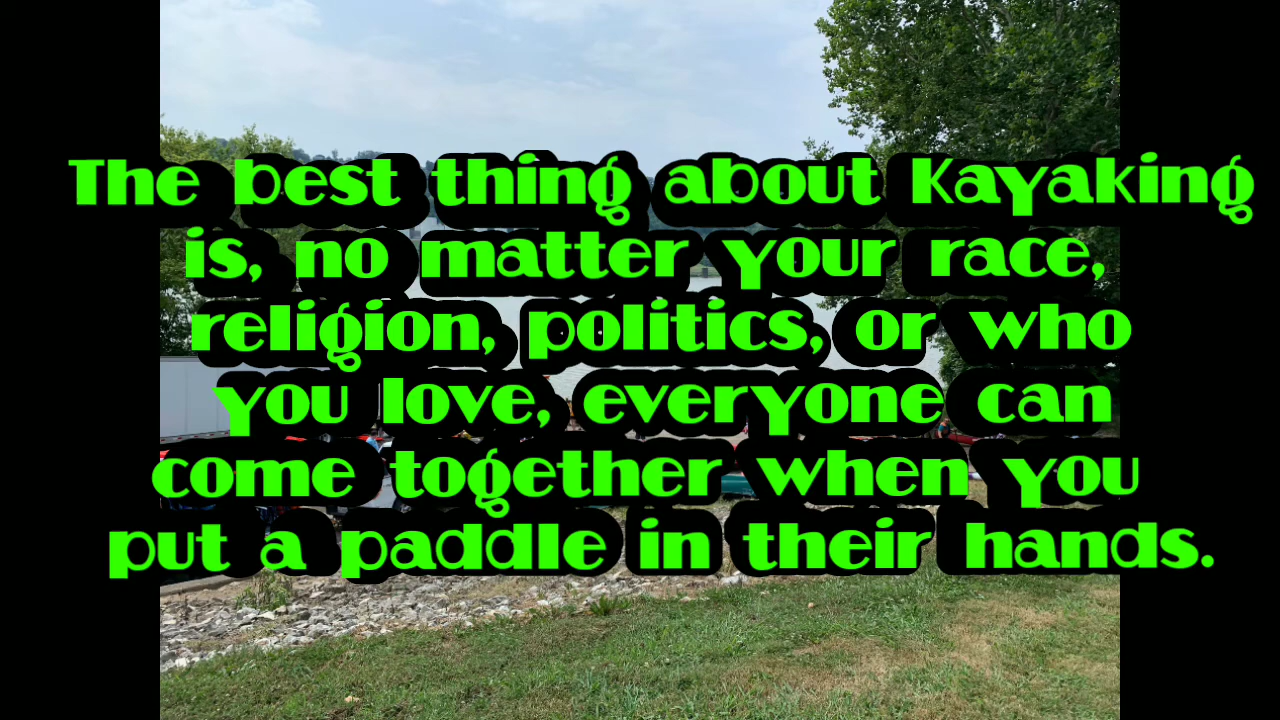 The best thing about Kayaking
is, no matter your race,
religion, politics, or who
you love, everyone can
come together when you
put a paddle in their hands.